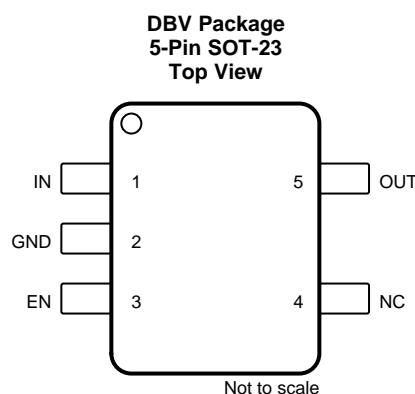 DBV Package
5-Pin SOT-23
Top View
IN 1 5 OUT
GND 2
EN 3 4 NC
Not to scale